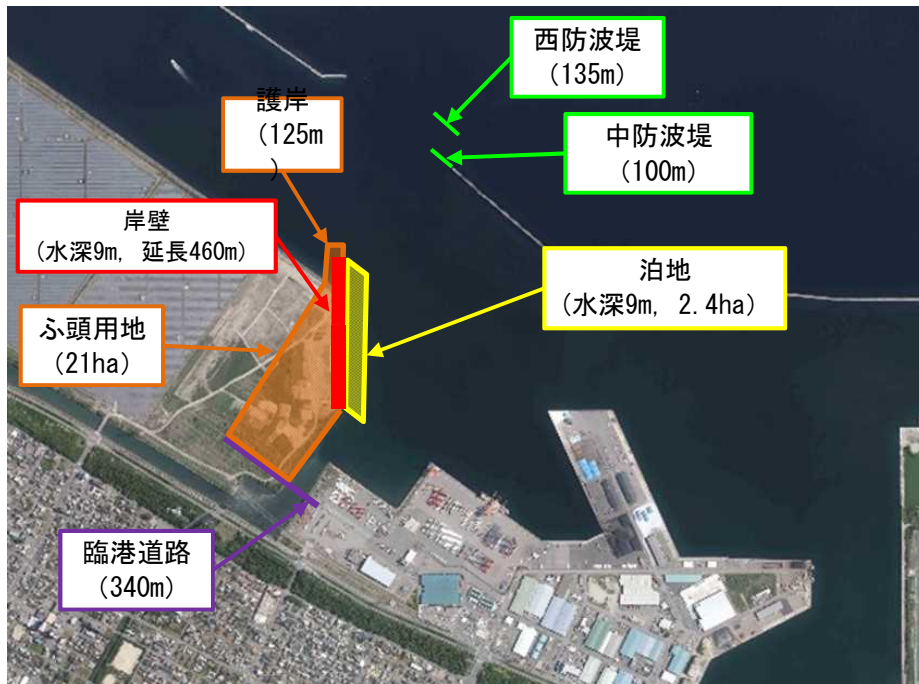 西防波堤
(135m)
護岸
(125m
)
中防波堤
(100m)
岸壁
(水深9m, 延長460m)
泊地
(水深9m, 2.4ha)
ふ頭用地
(21ha)
臨港道路
(340m)